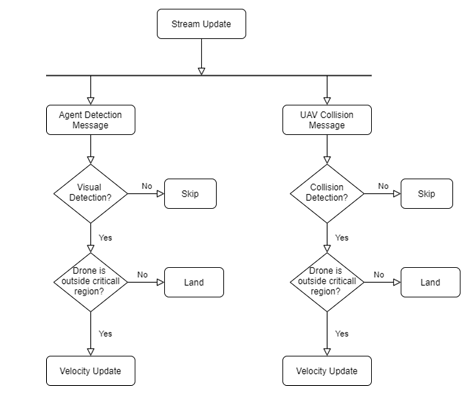 Stream Update
Agent Detection
Message
UAV Collision
Message
Visual
Detection?
No
Skip
Collision
Detection?
No
Skip
Yes
Yes
Drone is
outside criticall
region?
No
Land
Drone is
outside criticall
region?
No
Land
Yes
Yes
Velocity Update
Velocity Update